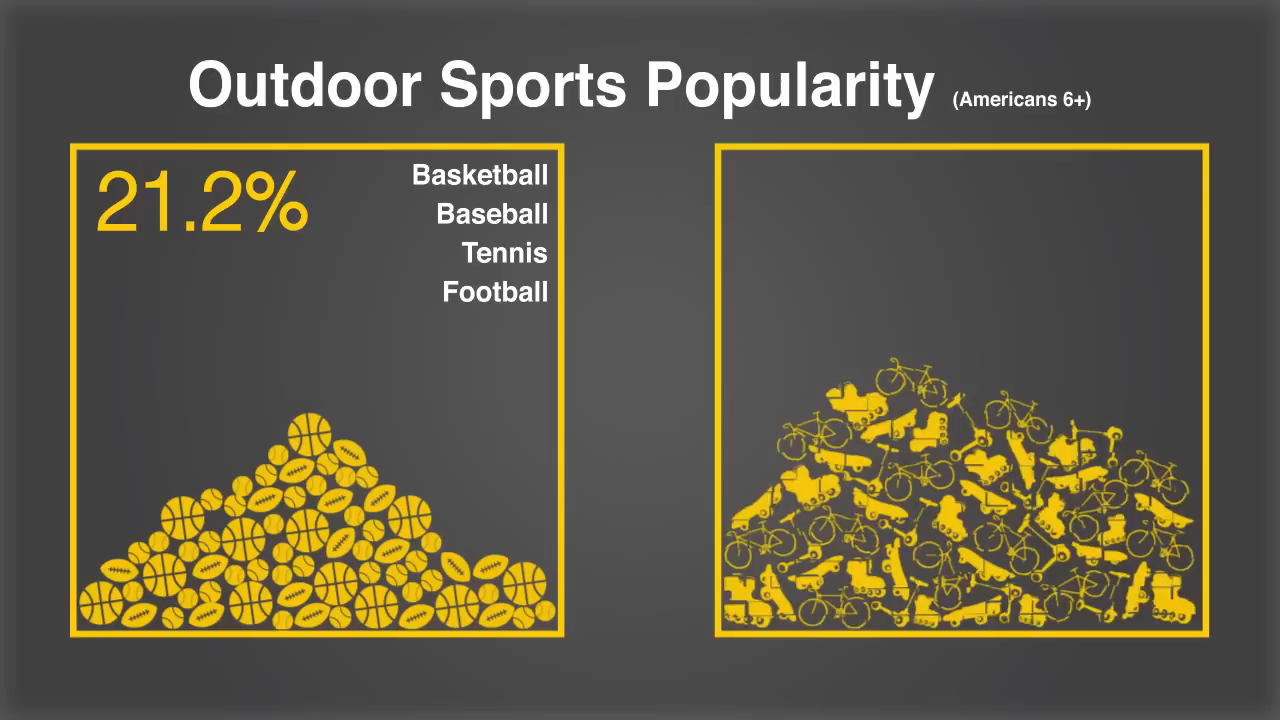 Outdoor Sports Popularity (Americans 6+)
21.2%
Basketball
Baseball
Tennis
Football